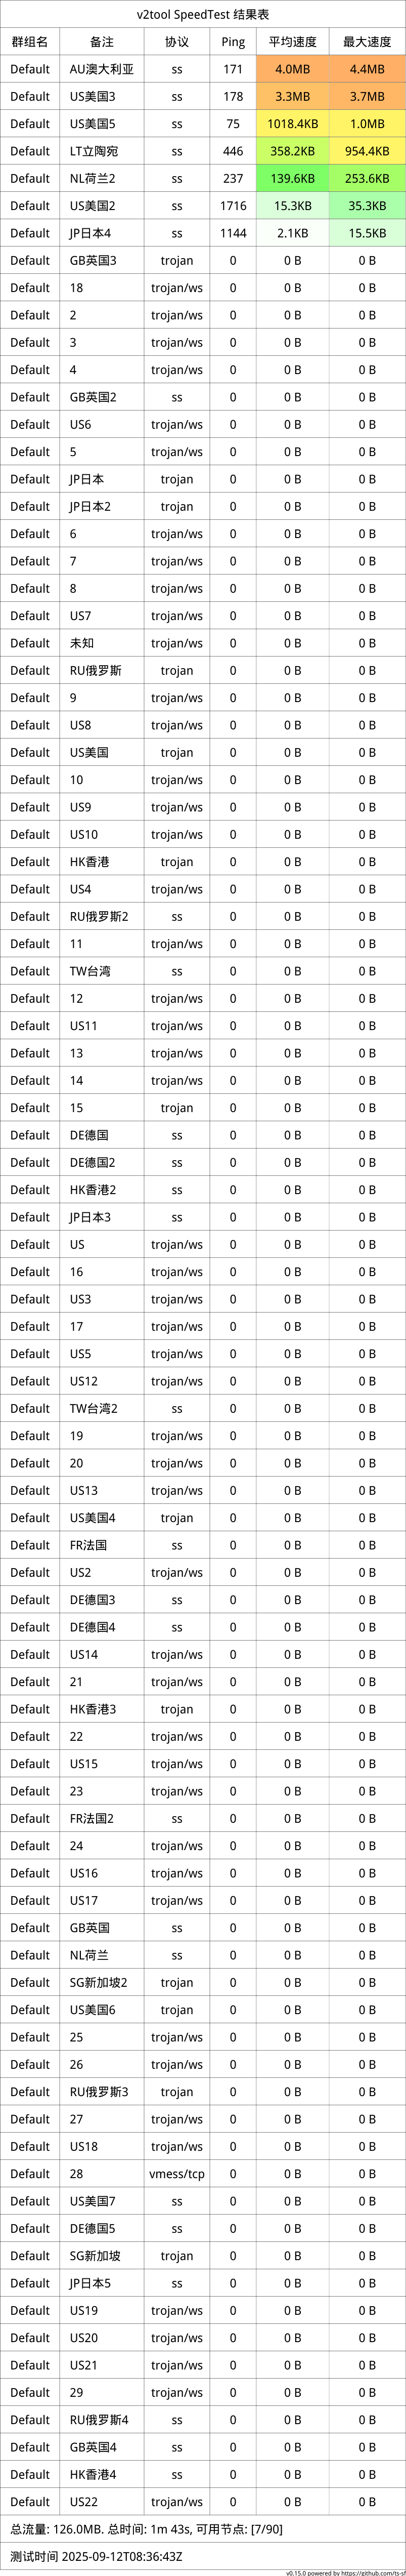 v2tool SpeedTest 结果表
群组名 备注 协议 Ping 平均速度 最大速度
Default AU澳大利亚 ss 171 4.0MB 4.4MB
Default US美国3 ss 178 3.3MB 3.7MB
Default US美国5 ss 75 1018.4KB 1.0MB
Default LT立陶宛 ss 446 358.2KB 954.4KB
Default NL荷兰2 ss 237 139.6KB 253.6KB
Default US美国2 ss 1716 15.3KB 35.3KB
Default JP日本4 ss 1144 2.1KB 15.5KB
Default GB英国3 trojan 0 0 B 0 B
Default 18 trojan/ws 0 0 B 0 B
Default 2 trojan/ws 0 0 B 0 B
Default 3 trojan/ws 0 0 B 0 B
Default 4 trojan/ws 0 0 B 0 B
Default GB英国2 ss 0 0 B 0 B
Default US6 trojan/ws 0 0 B 0 B
Default 5 trojan/ws 0 0 B 0 B
Default JP日本 trojan 0 0 B 0 B
Default JP日本2 trojan 0 0 B 0 B
Default 6 trojan/ws 0 0 B 0 B
Default 7 trojan/ws 0 0 B 0 B
Default 8 trojan/ws 0 0 B 0 B
Default US7 trojan/ws 0 0 B 0 B
Default 未知 trojan/ws 0 0 B 0 B
Default RU俄罗斯 trojan 0 0 B 0 B
Default 9 trojan/ws 0 0 B 0 B
Default US8 trojan/ws 0 0 B 0 B
Default US美国 trojan 0 0 B 0 B
Default 10 trojan/ws 0 0 B 0 B
Default US9 trojan/ws 0 0 B 0 B
Default US10 trojan/ws 0 0 B 0 B
Default HK香港 trojan 0 0 B 0 B
Default US4 trojan/ws 0 0 B 0 B
Default RU俄罗斯2 ss 0 0 B 0 B
Default 11 trojan/ws 0 0 B 0 B
Default TW台湾 ss 0 0 B 0 B
Default 12 trojan/ws 0 0 B 0 B
Default US11 trojan/ws 0 0 B 0 B
Default 13 trojan/ws 0 0 B 0 B
Default 14 trojan/ws 0 0 B 0 B
Default 15 trojan 0 0 B 0 B
Default DE德国 ss 0 0 B 0 B
Default DE德国2 ss 0 0 B 0 B
Default HK香港2 ss 0 0 B 0 B
Default JP日本3 ss 0 0 B 0 B
Default US trojan/ws 0 0 B 0 B
Default 16 trojan/ws 0 0 B 0 B
Default US3 trojan/ws 0 0 B 0 B
Default 17 trojan/ws 0 0 B 0 B
Default US5 trojan/ws 0 0 B 0 B
Default US12 trojan/ws 0 0 B 0 B
Default TW台湾2 ss 0 0 B 0 B
Default 19 trojan/ws 0 0 B 0 B
Default 20 trojan/ws 0 0 B 0 B
Default US13 trojan/ws 0 0 B 0 B
Default US美国4 trojan 0 0 B 0 B
Default FR法国 ss 0 0 B 0 B
Default US2 trojan/ws 0 0 B 0 B
Default DE德国3 ss 0 0 B 0 B
Default DE德国4 ss 0 0 B 0 B
Default US14 trojan/ws 0 0 B 0 B
Default 21 trojan/ws 0 0 B 0 B
Default HK香港3 trojan 0 0 B 0 B
Default 22 trojan/ws 0 0 B 0 B
Default US15 trojan/ws 0 0 B 0 B
Default 23 trojan/ws 0 0 B 0 B
Default FR法国2 ss 0 0 B 0 B
Default 24 trojan/ws 0 0 B 0 B
Default US16 trojan/ws 0 0 B 0 B
Default US17 trojan/ws 0 0 B 0 B
Default GB英国 ss 0 0 B 0 B
Default NL荷兰 ss 0 0 B 0 B
Default SG新加坡2 trojan 0 0 B 0 B
Default US美国6 trojan 0 0 B 0 B
Default 25 trojan/ws 0 0 B 0 B
Default 26 trojan/ws 0 0 B 0 B
Default RU俄罗斯3 trojan 0 0 B 0 B
Default 27 trojan/ws 0 0 B 0 B
Default US18 trojan/ws 0 0 B 0 B
Default 28 vmess/tcp 0 0 B 0 B
Default US美国7 ss 0 0 B 0 B
Default DE德国5 ss 0 0 B 0 B
Default SG新加坡 trojan 0 0 B 0 B
Default JP日本5 ss 0 0 B 0 B
Default US19 trojan/ws 0 0 B 0 B
Default US20 trojan/ws 0 0 B 0 B
Default US21 trojan/ws 0 0 B 0 B
Default 29 trojan/ws 0 0 B 0 B
Default RU俄罗斯4 ss 0 0 B 0 B
Default GB英国4 ss 0 0 B 0 B
Default HK香港4 ss 0 0 B 0 B
Default US22 trojan/ws 0 0 B 0 B
总流量: 126.0MB. 总时间: 1m 43s, 可用节点: [7/90]
测试时间 2025-09-12T08:36:43Z
v0.15.0 powered by https://github.com/ts-sf